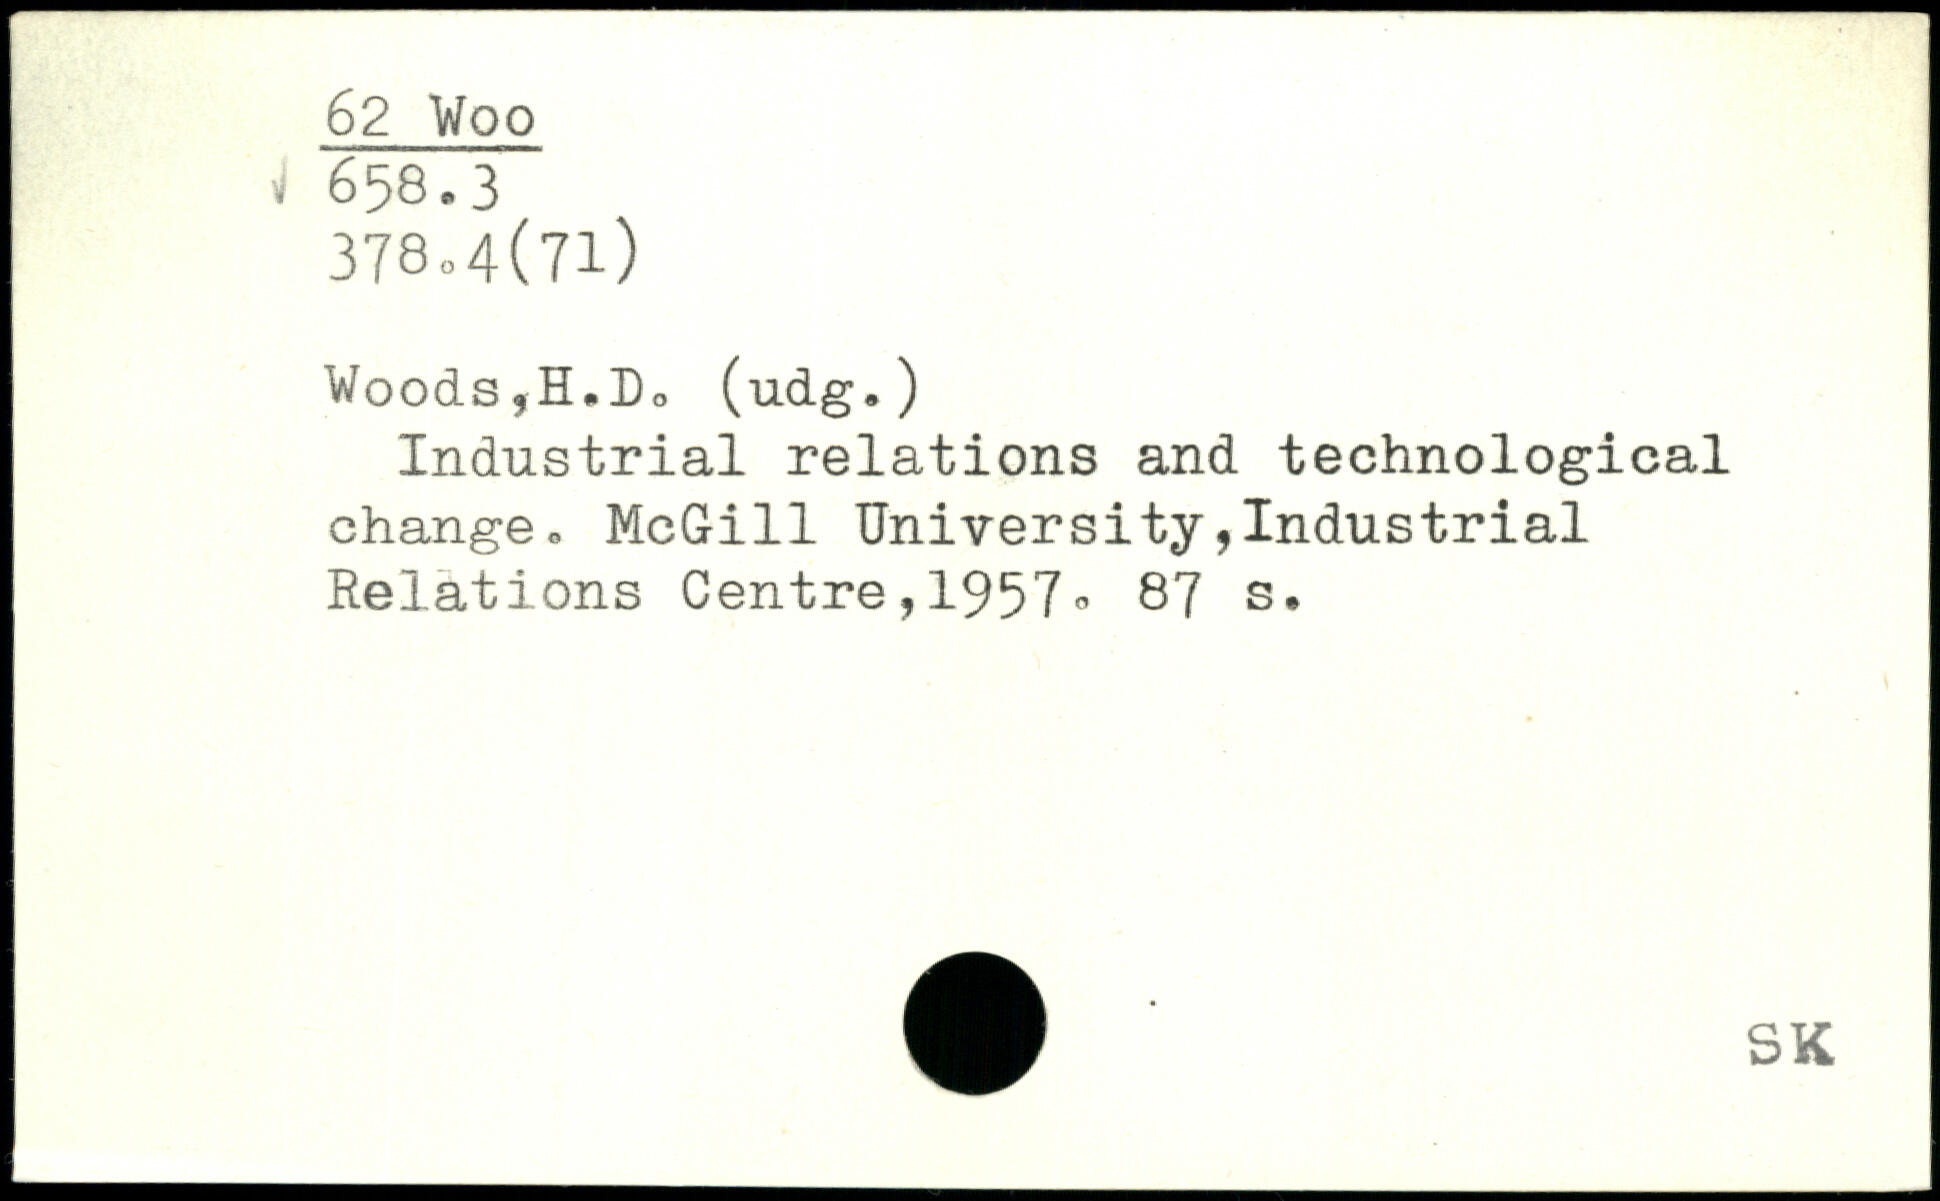 62 Woo
✓ 658.3
378.4(71)
Woods,H.D. (udg.)
Industrial relations and technological
change. McGill University,Industrial
Relations Centre,1957. 87 s.
SK